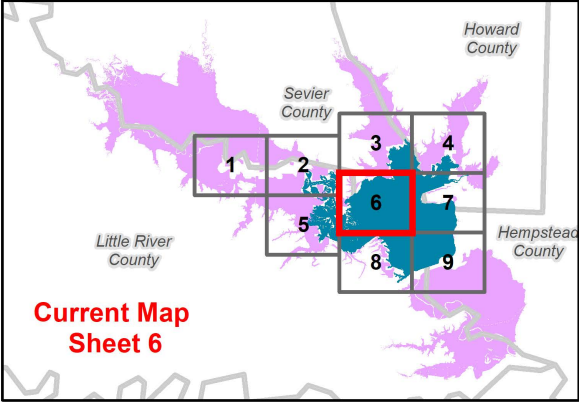 Howard
County
Sevier
County
3
4
1
2
6
7
5
Little River
County
Hempstead
County
8
9
Current Map
Sheet 6